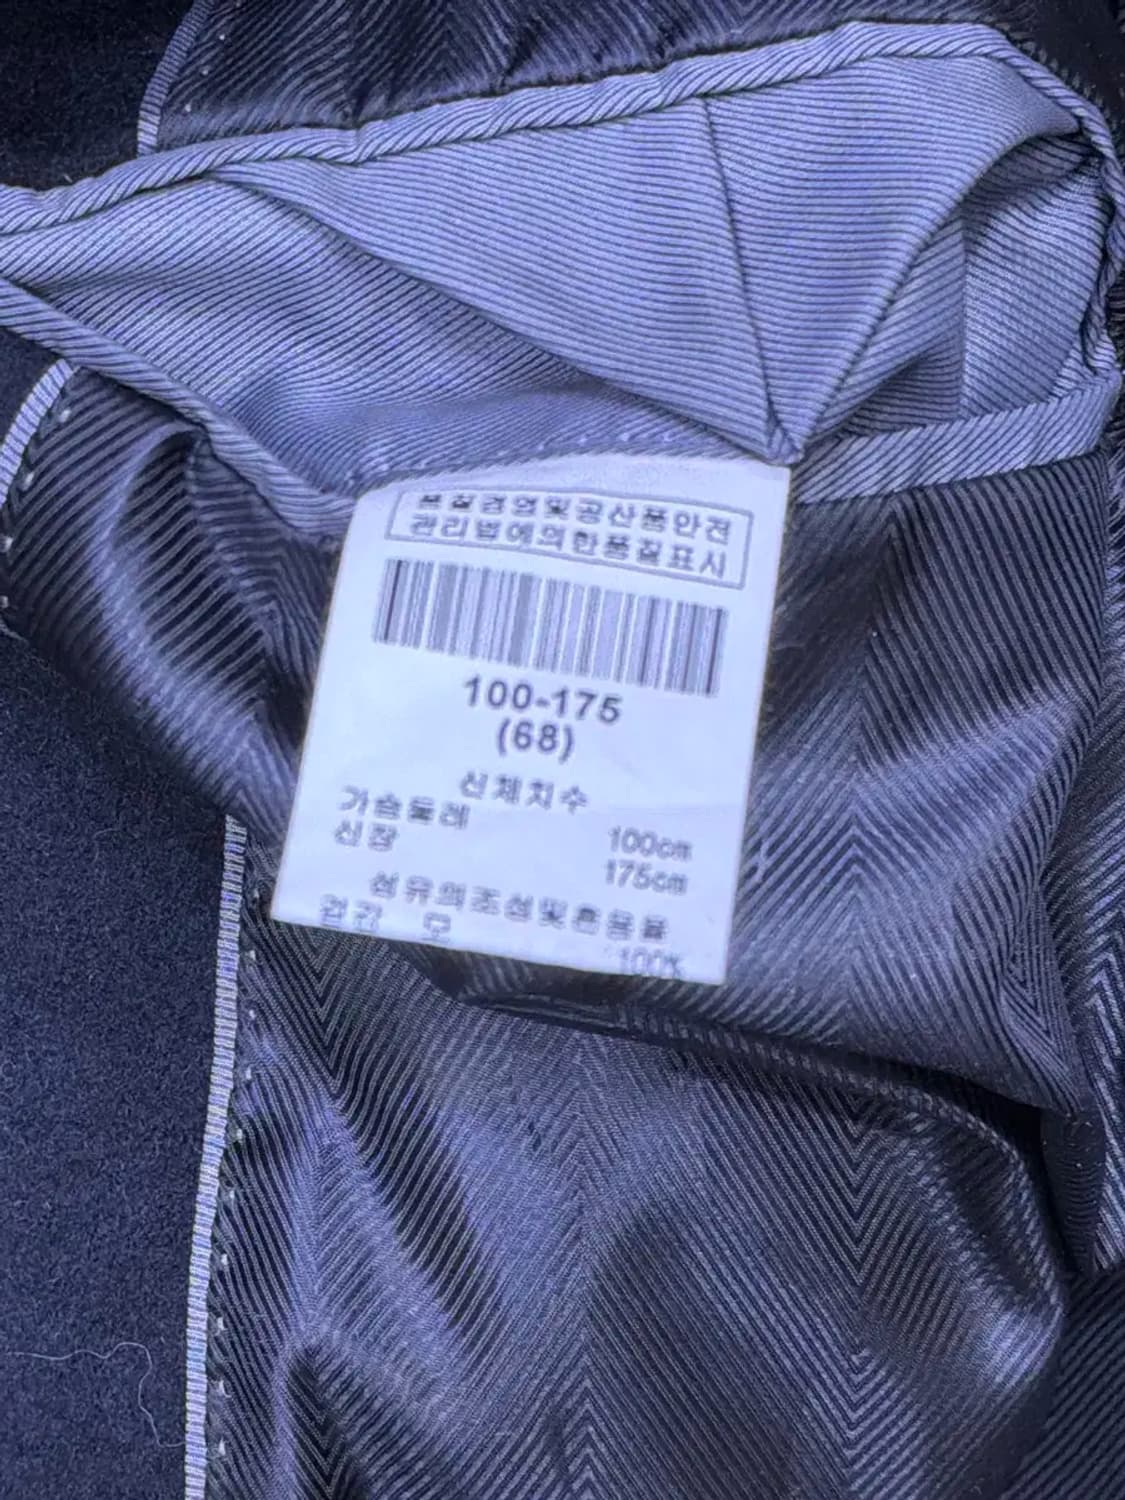 품질경영및공산품안전
관리법에의한품질표시
100-175
(68)
신체치수
가슴둘레 100cm
신장 175cm
섬유의조성및혼용율
겉감 모 100%